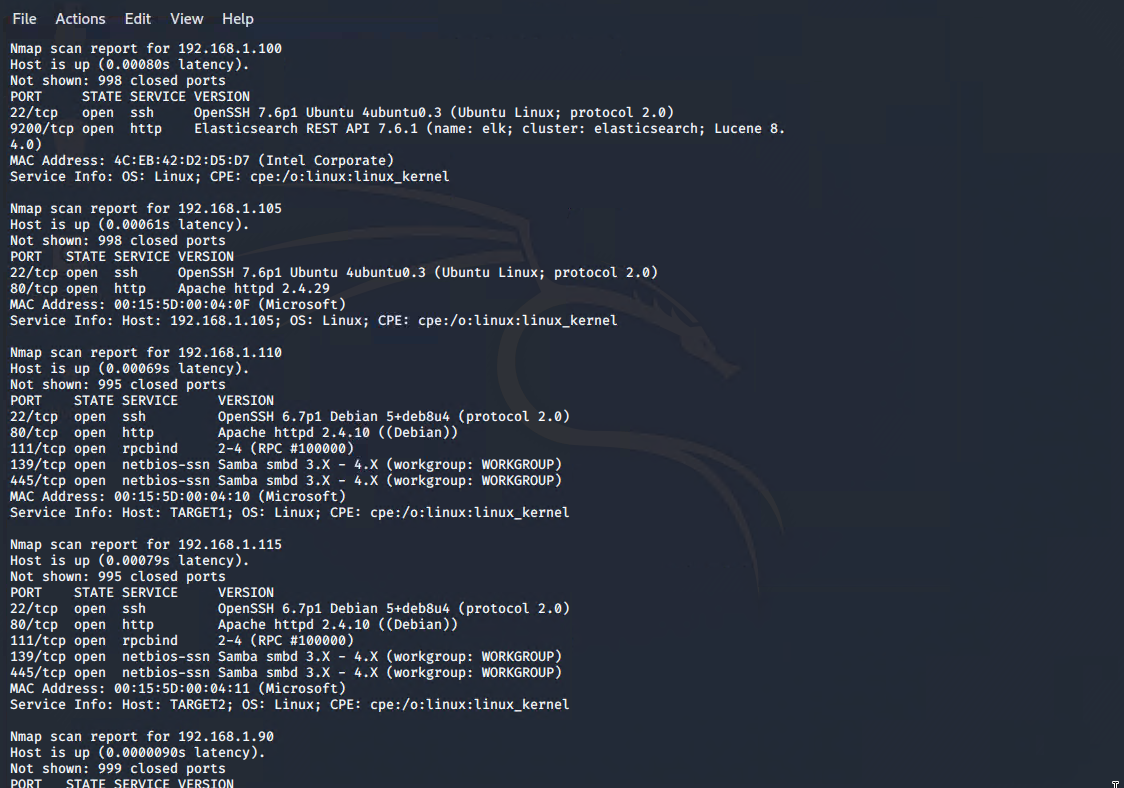 File Actions Edit View Help
Nmap scan report for 192.168.1.100
Host is up (0.00080s latency).
Not shown: 998 closed ports
PORT     STATE SERVICE VERSION
22/tcp   open  ssh     OpenSSH 7.6p1 Ubuntu 4ubuntu0.3 (Ubuntu Linux; protocol 2.0)
9200/tcp open  http    Elasticsearch REST API 7.6.1 (name: elk; cluster: elasticsearch; Lucene 8.
4.0)
MAC Address: 4C:EB:42:D2:D5:D7 (Intel Corporate)
Service Info: OS: Linux; CPE: cpe:/o:linux:linux_kernel

Nmap scan report for 192.168.1.105
Host is up (0.00061s latency).
Not shown: 998 closed ports
PORT   STATE SERVICE VERSION
22/tcp open  ssh     OpenSSH 7.6p1 Ubuntu 4ubuntu0.3 (Ubuntu Linux; protocol 2.0)
80/tcp open  http    Apache httpd 2.4.29
MAC Address: 00:15:5D:00:04:0F (Microsoft)
Service Info: Host: 192.168.1.105; OS: Linux; CPE: cpe:/o:linux:linux_kernel

Nmap scan report for 192.168.1.110
Host is up (0.00069s latency).
Not shown: 995 closed ports
PORT    STATE SERVICE     VERSION
22/tcp  open  ssh         OpenSSH 6.7p1 Debian 5+deb8u4 (protocol 2.0)
80/tcp  open  http        Apache httpd 2.4.10 ((Debian))
111/tcp open  rpcbind     2-4 (RPC #100000)
139/tcp open  netbios-ssn Samba smbd 3.X - 4.X (workgroup: WORKGROUP)
445/tcp open  netbios-ssn Samba smbd 3.X - 4.X (workgroup: WORKGROUP)
MAC Address: 00:15:5D:00:04:10 (Microsoft)
Service Info: Host: TARGET1; OS: Linux; CPE: cpe:/o:linux:linux_kernel

Nmap scan report for 192.168.1.115
Host is up (0.00079s latency).
Not shown: 995 closed ports
PORT    STATE SERVICE     VERSION
22/tcp  open  ssh         OpenSSH 6.7p1 Debian 5+deb8u4 (protocol 2.0)
80/tcp  open  http        Apache httpd 2.4.10 ((Debian))
111/tcp open  rpcbind     2-4 (RPC #100000)
139/tcp open  netbios-ssn Samba smbd 3.X - 4.X (workgroup: WORKGROUP)
445/tcp open  netbios-ssn Samba smbd 3.X - 4.X (workgroup: WORKGROUP)
MAC Address: 00:15:5D:00:04:11 (Microsoft)
Service Info: Host: TARGET2; OS: Linux; CPE: cpe:/o:linux:linux_kernel

Nmap scan report for 192.168.1.90
Host is up (0.0000090s latency).
Not shown: 999 closed ports
PORT   STATE SERVICE VERSION